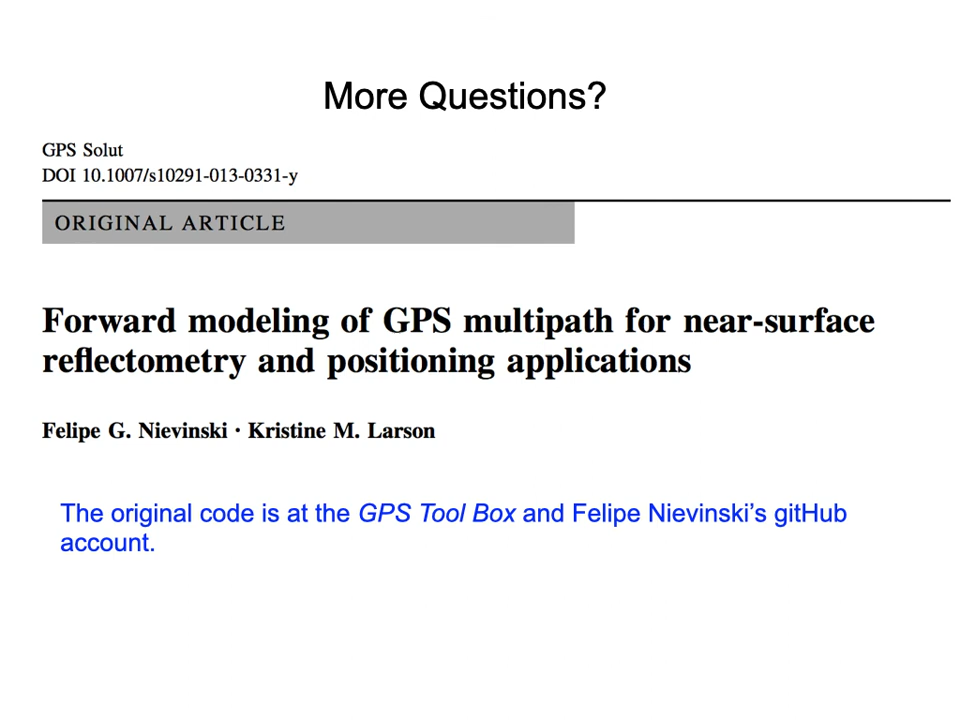 More Questions?
GPS Solut
DOI 10.1007/s10291-013-0331-y
ORIGINAL ARTICLE
Forward modeling of GPS multipath for near-surface
reflectometry and positioning applications
Felipe G. Nievinski · Kristine M. Larson
The original code is at the GPS Tool Box and Felipe Nievinski’s gitHub
account.